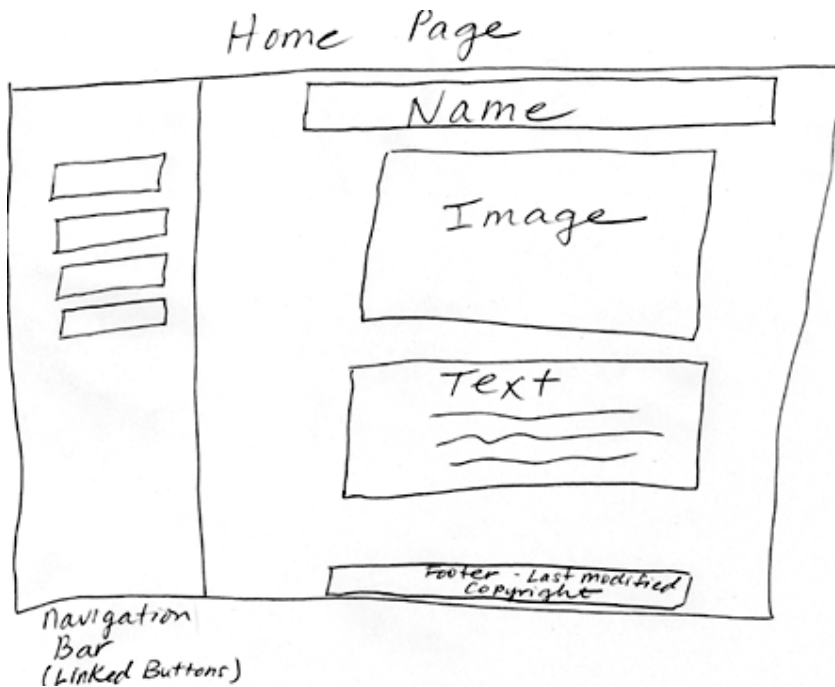 Home Page
Name
Image
Text
Footer - Last modified
Copyright
navigation
Bar
(Linked Buttons)